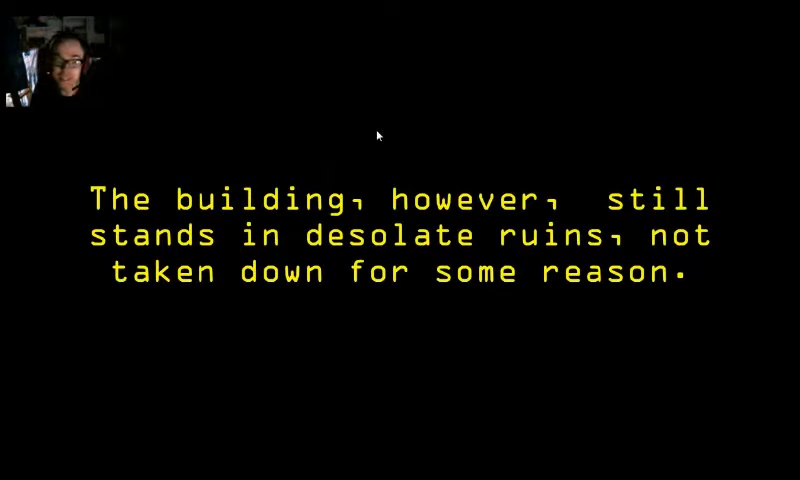 The building, however,  still
stands in desolate ruins, not
taken down for some reason.